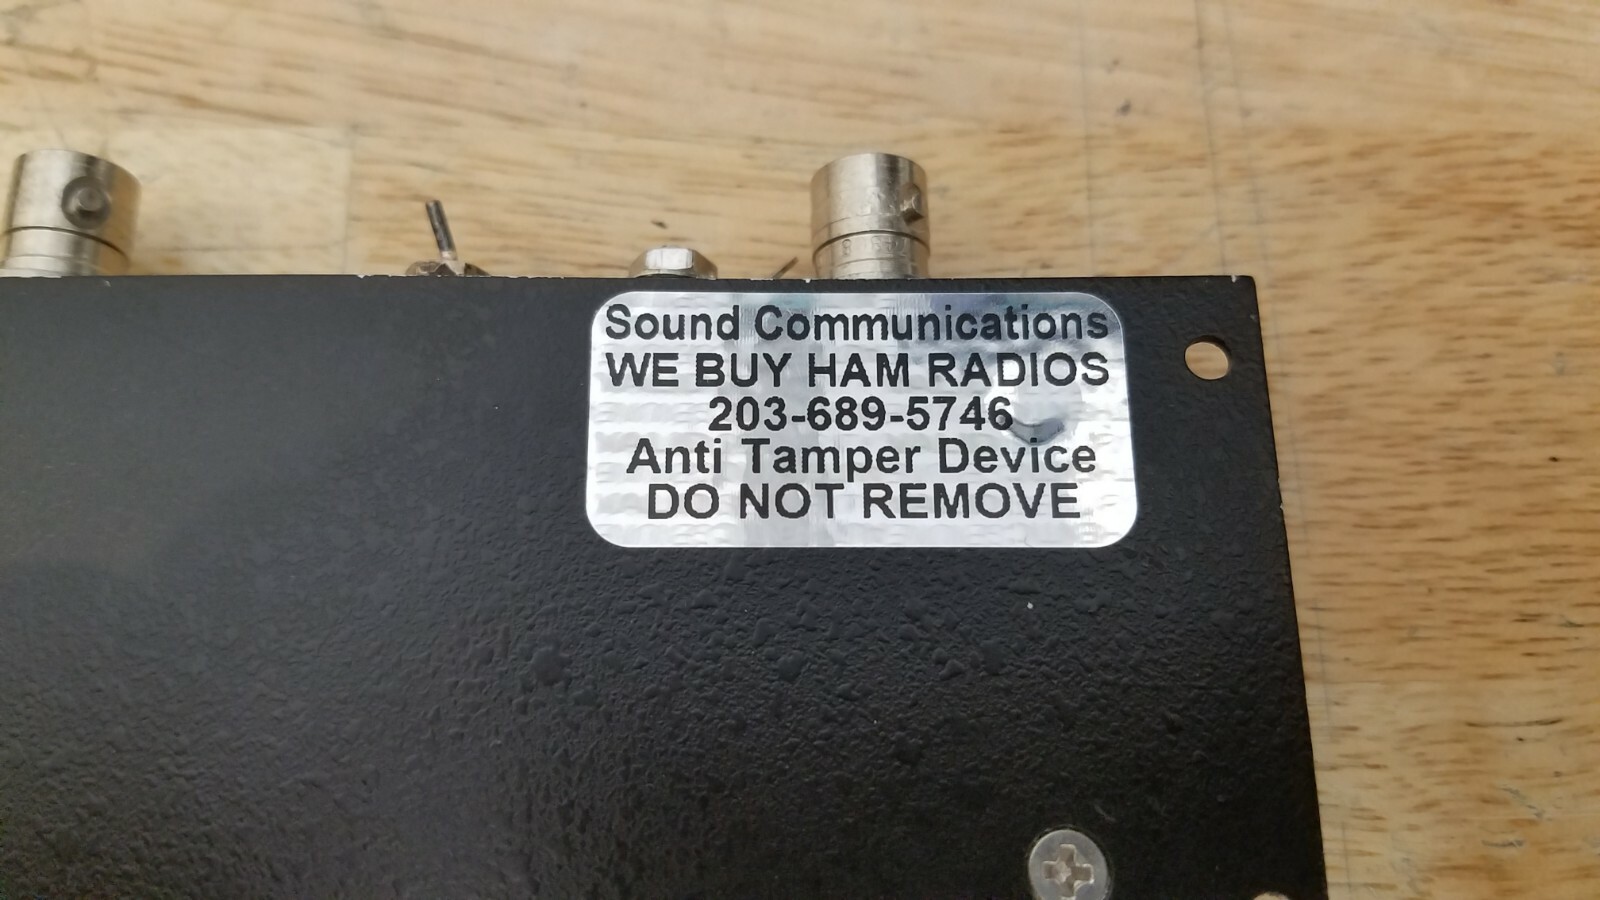 Sound Communications
WE BUY HAM RADIOS
203-689-5746
Anti Tamper Device
DO NOT REMOVE